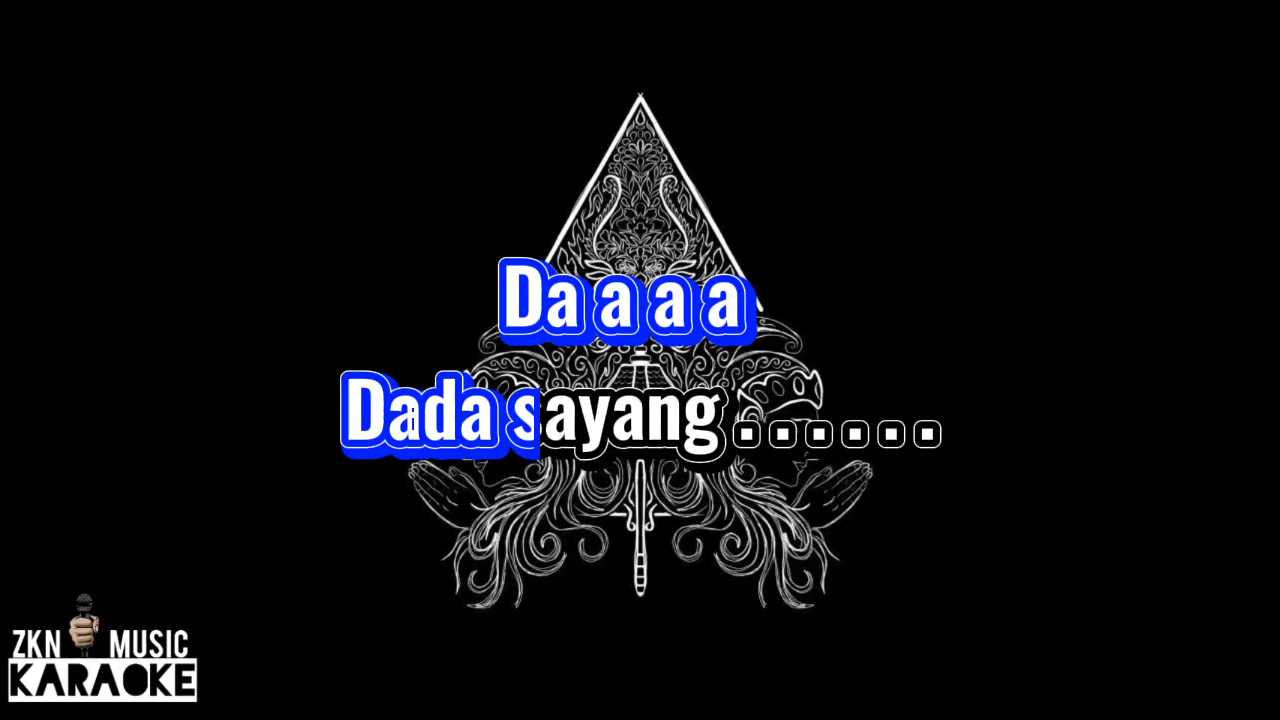 Da a a a
Dada sayang . . . . . .
ZKN MUSIC
KARAOKE